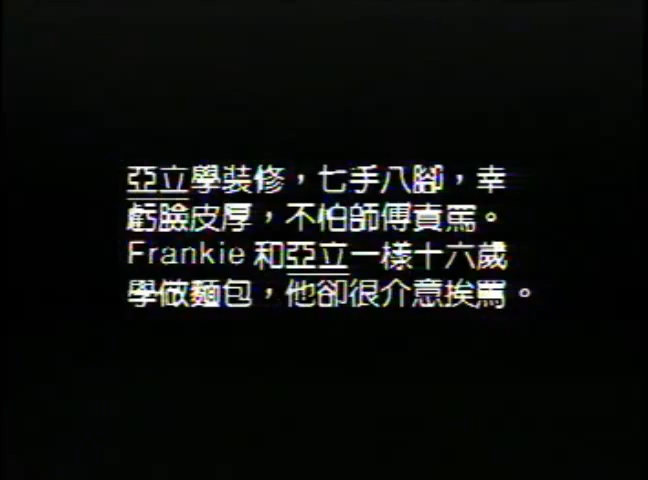 亞立學裝修，七手八腳，幸
虧臉皮厚，不怕師傅責罵。
Frankie 和亞立一樣十六歲
學做麵包，他卻很介意挨罵。